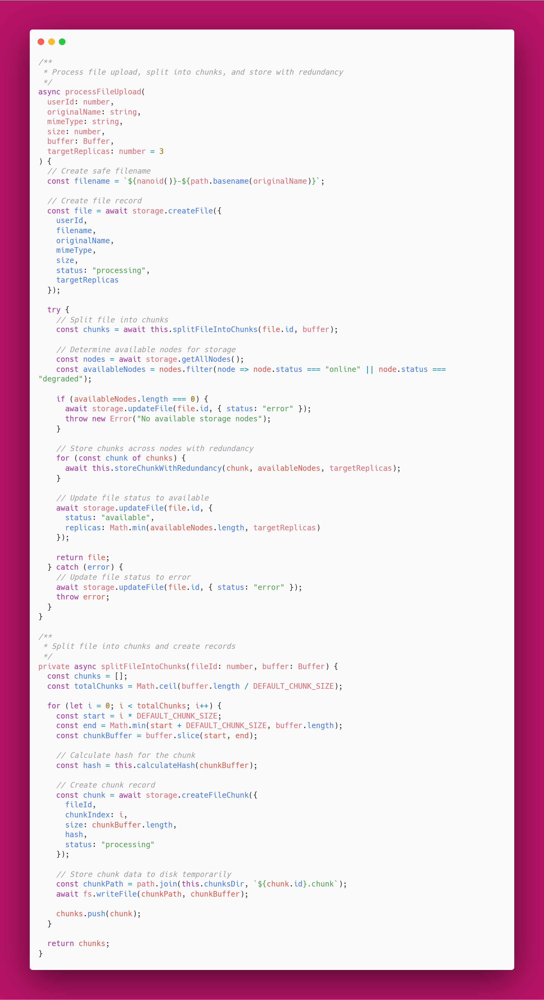 /**
 * Process file upload, split into chunks, and store with redundancy
 */
async processFileUpload(
  userId: number,
  originalName: string,
  mimeType: string,
  size: number,
  buffer: Buffer,
  targetReplicas: number = 3
) {
  // Create safe filename
  const filename = `${nanoid()}-${path.basename(originalName)}`;

  // Create file record
  const file = await storage.createFile({
    userId,
    filename,
    originalName,
    mimeType,
    size,
    status: "processing",
    targetReplicas
  });

  try {
    // Split file into chunks
    const chunks = await this.splitFileIntoChunks(file.id, buffer);

    // Determine available nodes for storage
    const nodes = await storage.getAllNodes();
    const availableNodes = nodes.filter(node => node.status === "online" || node.status ===
"degraded");

    if (availableNodes.length === 0) {
      await storage.updateFile(file.id, { status: "error" });
      throw new Error("No available storage nodes");
    }

    // Store chunks across nodes with redundancy
    for (const chunk of chunks) {
      await this.storeChunkWithRedundancy(chunk, availableNodes, targetReplicas);
    }

    // Update file status to available
    await storage.updateFile(file.id, {
      status: "available",
      replicas: Math.min(availableNodes.length, targetReplicas)
    });

    return file;
  } catch (error) {
    // Update file status to error
    await storage.updateFile(file.id, { status: "error" });
    throw error;
  }
}

/**
 * Split file into chunks and create records
 */
private async splitFileIntoChunks(fileId: number, buffer: Buffer) {
  const chunks = [];
  const totalChunks = Math.ceil(buffer.length / DEFAULT_CHUNK_SIZE);

  for (let i = 0; i < totalChunks; i++) {
    const start = i * DEFAULT_CHUNK_SIZE;
    const end = Math.min(start + DEFAULT_CHUNK_SIZE, buffer.length);
    const chunkBuffer = buffer.slice(start, end);

    // Calculate hash for the chunk
    const hash = this.calculateHash(chunkBuffer);

    // Create chunk record
    const chunk = await storage.createFileChunk({
      fileId,
      chunkIndex: i,
      size: chunkBuffer.length,
      hash,
      status: "processing"
    });

    // Store chunk data to disk temporarily
    const chunkPath = path.join(this.chunksDir, `${chunk.id}.chunk`);
    await fs.writeFile(chunkPath, chunkBuffer);

    chunks.push(chunk);
  }

  return chunks;
}